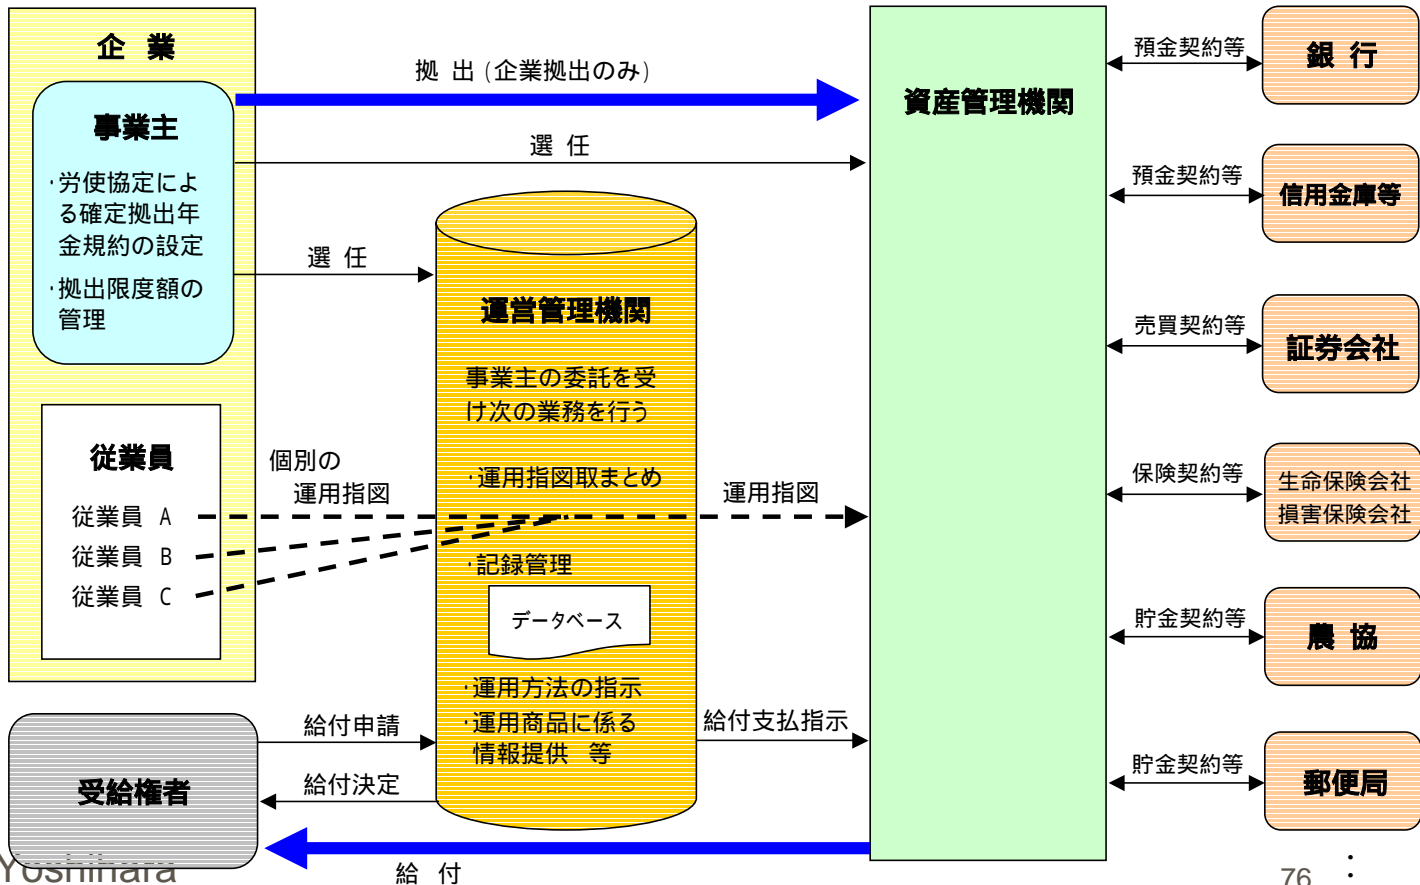 企 業
事業主
・労使協定によ
る確定拠出年
金規約の設定
・拠出限度額の
管理
従業員
従業員 A
従業員 B
従業員 C
個別の
運用指図
拠 出 (企業拠出のみ)
選 任
選 任
運営管理機関
事業主の委託を受
け次の業務を行う
・運用指図取まとめ
・記録管理
データベース
・運用方法の指示
・運用商品に係る
情報提供 等
運用指図
給付支払指示
給付申請
給付決定
受給権者
給 付
資産管理機関
預金契約等
銀 行
預金契約等
信用金庫等
売買契約等
証券会社
保険契約等
生命保険会社
損害保険会社
貯金契約等
農 協
貯金契約等
郵便局
:
Yoshihara
76